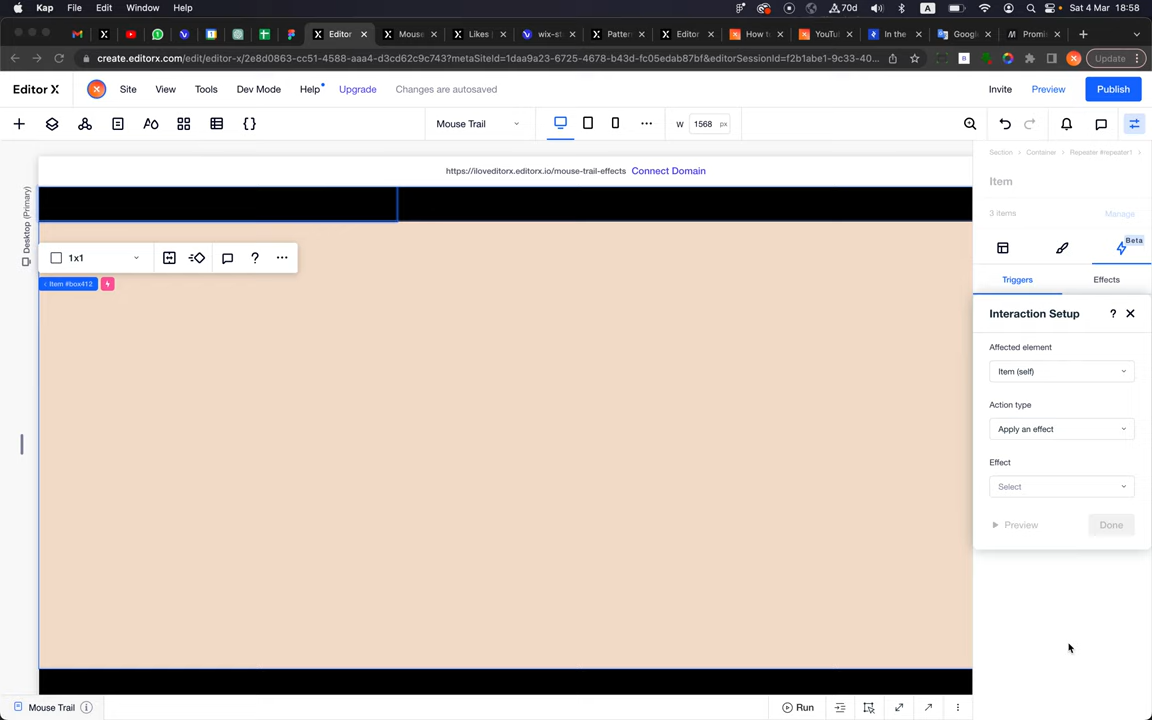 Kap File Edit Window Help 70d A Sat 4 Mar 18:58
Editor Mouse Likes wix-st Pattern Editor How to YouTu In the Google Promi
create.editorx.com/edit/editor-x/2e8d0863-cc51-4588-aaa4-d3cd62c9c743?metaSiteId=1daa9a23-6725-4678-b43d-fc05edab87bf&editorSessionId=f2b1abe1-9c33-40... Update
Editor X Site View Tools Dev Mode Help Upgrade Changes are autosaved Invite Preview Publish
Mouse Trail W 1568 px
https://iloveditorx.editorx.io/mouse-trail-effects Connect Domain
Section > Container > Repeater #repeater1 >
Item
3 items Manage
Desktop (Primary)
1x1
‹ Item #box412
Beta
Triggers Effects
Interaction Setup ?
Affected element
Item (self)
Action type
Apply an effect
Effect
Select
Preview Done
Mouse Trail Run